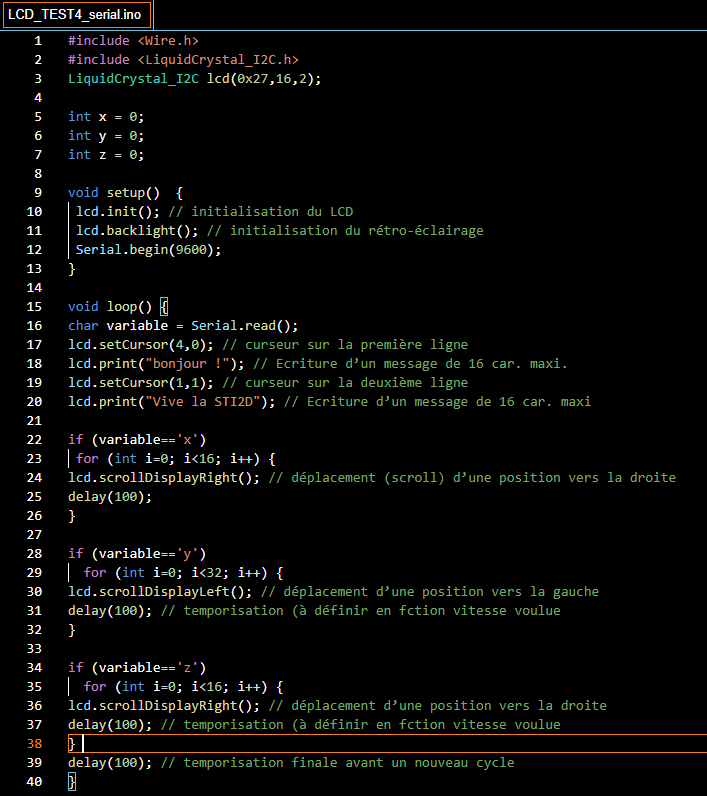 LCD_TEST4_serial.ino
1 #include <Wire.h>
2 #include <LiquidCrystal_I2C.h>
3 LiquidCrystal_I2C lcd(0x27,16,2);
4
5 int x = 0;
6 int y = 0;
7 int z = 0;
8
9 void setup()  {
10 lcd.init(); // initialisation du LCD
11 lcd.backlight(); // initialisation du rétro-éclairage
12 Serial.begin(9600);
13 }
14
15 void loop() {
16 char variable = Serial.read();
17 lcd.setCursor(4,0); // curseur sur la première ligne
18 lcd.print("bonjour !"); // Ecriture d’un message de 16 car. maxi.
19 lcd.setCursor(1,1); // curseur sur la deuxième ligne
20 lcd.print("Vive la STI2D"); // Ecriture d’un message de 16 car. maxi
21
22 if (variable=='x')
23 for (int i=0; i<16; i++) {
24 lcd.scrollDisplayRight(); // déplacement (scroll) d’une position vers la droite
25 delay(100);
26 }
27
28 if (variable=='y')
29 for (int i=0; i<32; i++) {
30 lcd.scrollDisplayLeft(); // déplacement d’une position vers la gauche
31 delay(100); // temporisation (à définir en fction vitesse voulue
32 }
33
34 if (variable=='z')
35 for (int i=0; i<16; i++) {
36 lcd.scrollDisplayRight(); // déplacement d’une position vers la droite
37 delay(100); // temporisation (à définir en fction vitesse voulue
38 }
39 delay(100); // temporisation finale avant un nouveau cycle
40 }